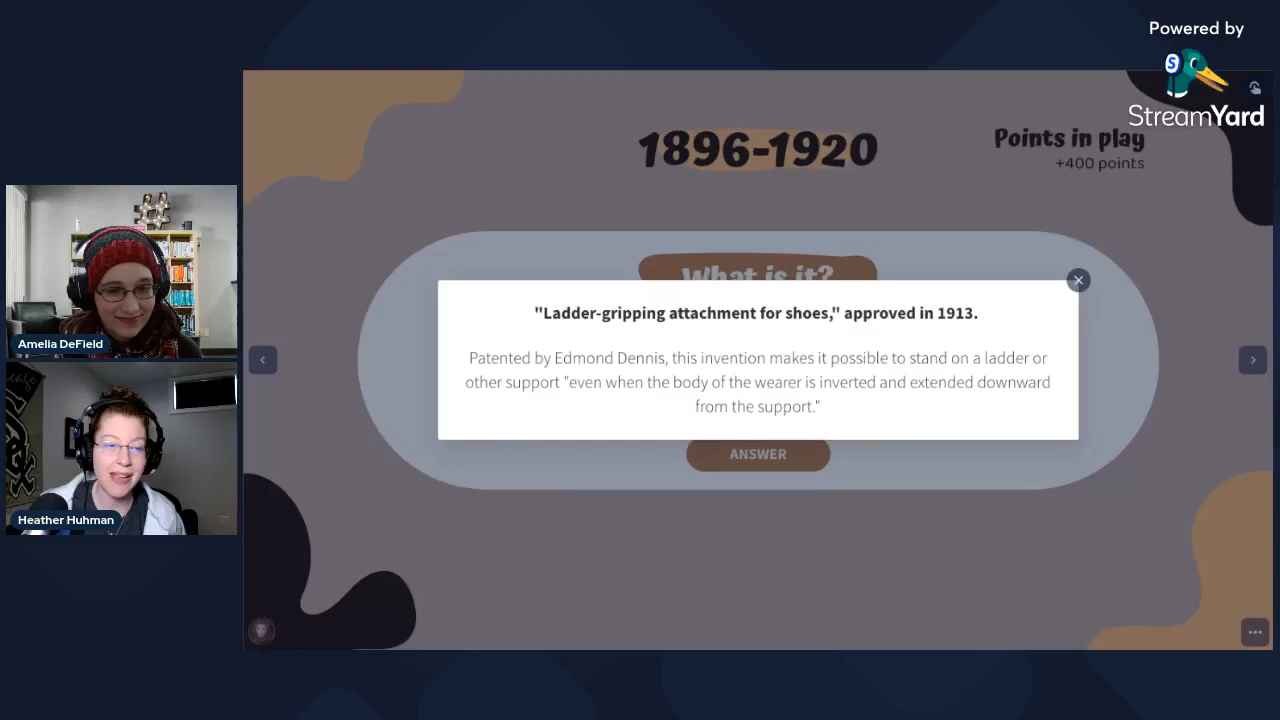 Powered by
StreamYard
1896-1920
Points in play
+400 points
What is it?
"Ladder-gripping attachment for shoes," approved in 1913.
Patented by Edmond Dennis, this invention makes it possible to stand on a ladder or
other support "even when the body of the wearer is inverted and extended downward
from the support."
ANSWER
Amelia DeField
Heather Huhman